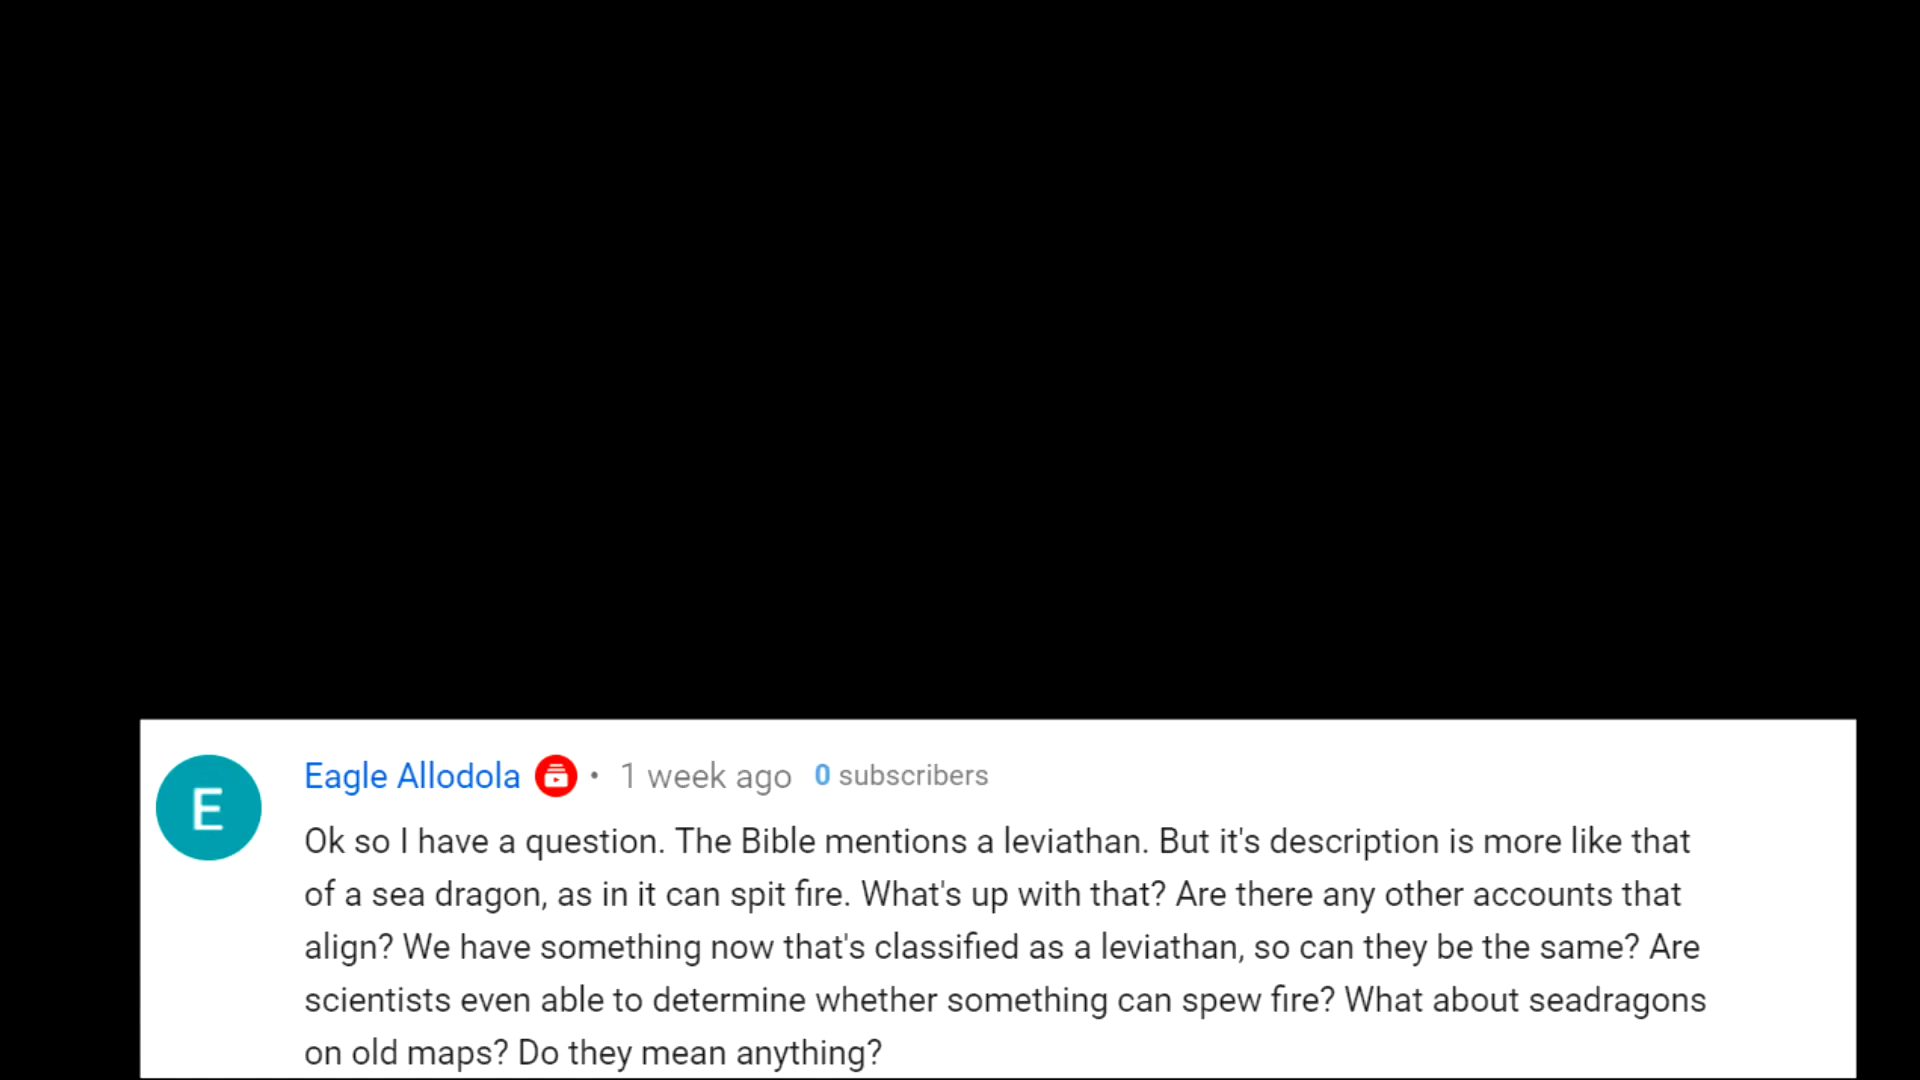 E
Eagle Allodola • 1 week ago 0 subscribers
Ok so I have a question. The Bible mentions a leviathan. But it's description is more like that
of a sea dragon, as in it can spit fire. What's up with that? Are there any other accounts that
align? We have something now that's classified as a leviathan, so can they be the same? Are
scientists even able to determine whether something can spew fire? What about seadragons
on old maps? Do they mean anything?